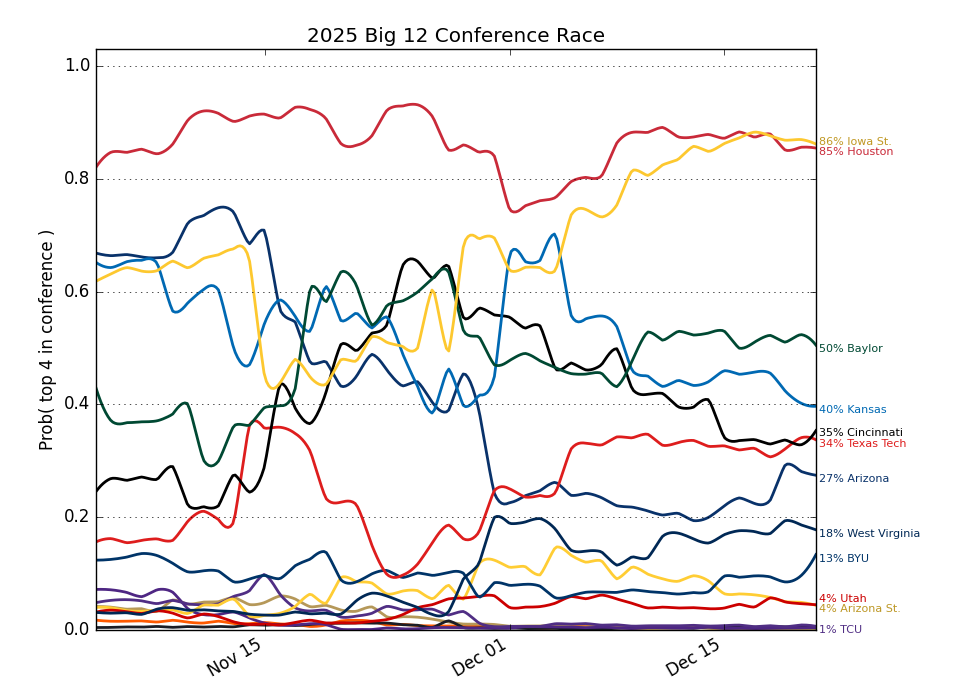 2025 Big 12 Conference Race
Prob( top 4 in conference )
1.0
0.8
0.6
0.4
0.2
0.0
Nov 15
Dec 01
Dec 15
86% Iowa St.
85% Houston
50% Baylor
40% Kansas
35% Cincinnati
34% Texas Tech
27% Arizona
18% West Virginia
13% BYU
4% Utah
4% Arizona St.
1% TCU